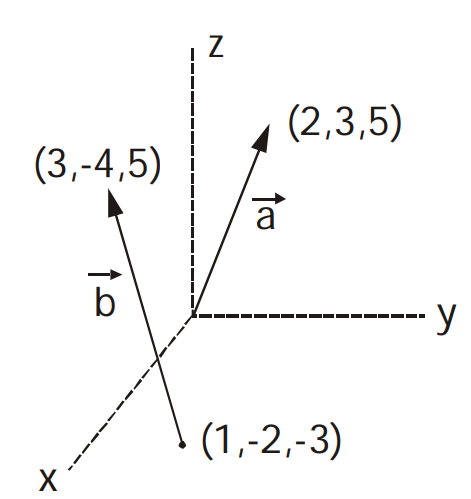 z
(2,3,5)
(3,-4,5)
a
b
y
(1,-2,-3)
x